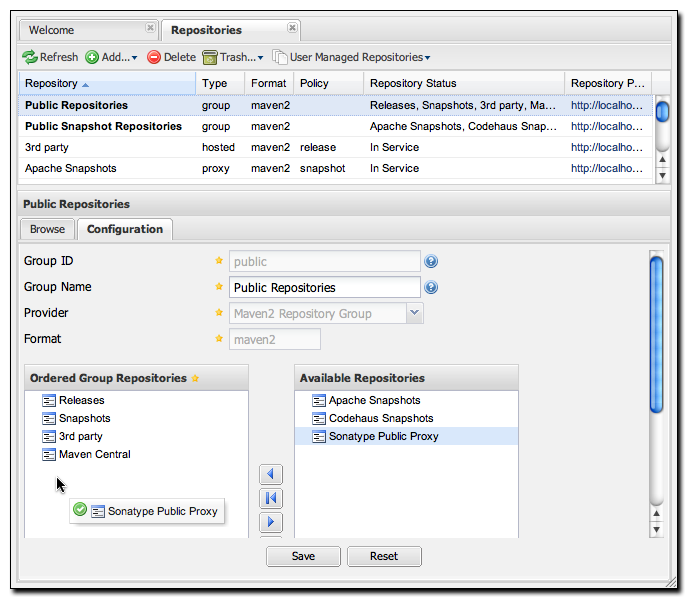 Welcome Repositories
Refresh Add... Delete Trash... User Managed Repositories
Repository Type Format Policy Repository Status Repository P...
Public Repositories group maven2 Releases, Snapshots, 3rd party, Ma... http://localho...
Public Snapshot Repositories group maven2 Apache Snapshots, Codehaus Snap... http://localho...
3rd party hosted maven2 release In Service http://localho...
Apache Snapshots proxy maven2 snapshot In Service http://localho...
Public Repositories
Browse Configuration
Group ID public
Group Name Public Repositories
Provider Maven2 Repository Group
Format maven2
Ordered Group Repositories Available Repositories
Releases Apache Snapshots
Snapshots Codehaus Snapshots
3rd party Sonatype Public Proxy
Maven Central
Sonatype Public Proxy
Save Reset